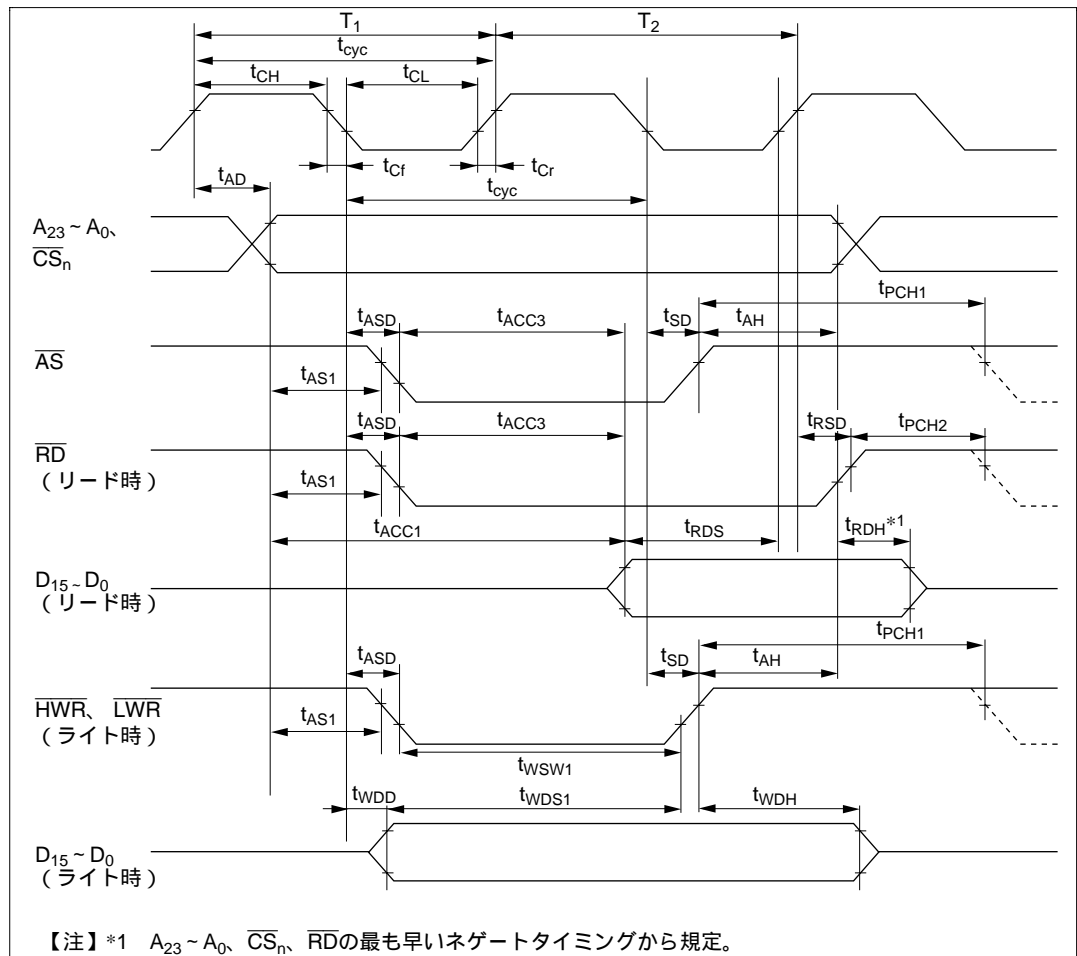 T1 T2
tcyc
tCH tCL
tCf tCr
tAD
tcyc
A23 ~ A0、
CSn
tPCH1
tASD tACC3 tSD tAH
AS
tAS1
tASD tACC3 tRSD tPCH2
RD
（リード時）
tAS1
tACC1 tRDS tRDH*1
D15 ~ D0
（リード時）
tPCH1
tASD tSD tAH
HWR、 LWR
（ライト時）
tAS1
tWSW1
tWDD tWDS1 tWDH
D15 ~ D0
（ライト時）
【注】*1 A23 ~ A0、CSn、RDの最も早いネゲートタイミングから規定。